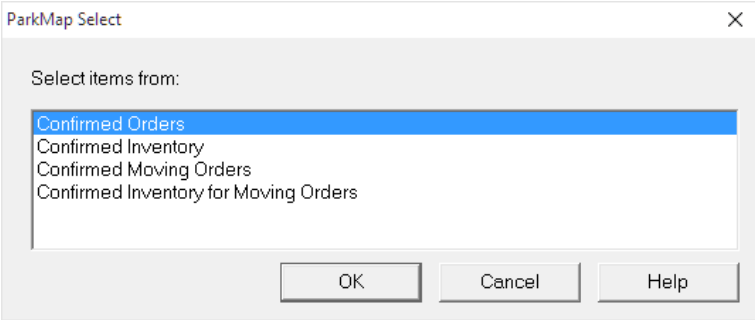 ParkMap Select
Select items from:
Confirmed Orders
Confirmed Inventory
Confirmed Moving Orders
Confirmed Inventory for Moving Orders
OK Cancel Help